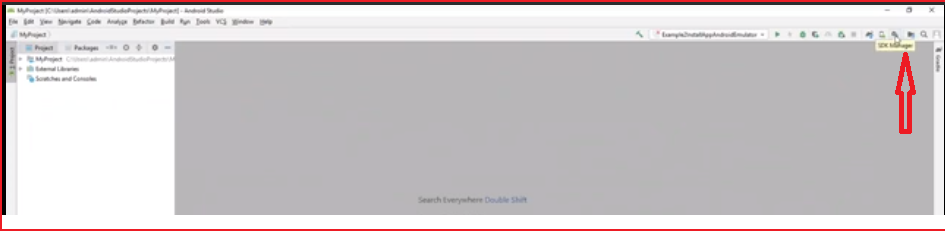 MyProject [C:\Users\admin\AndroidStudioProjects\MyProject] - Android Studio
File Edit View Navigate Code Analyze Refactor Build Run Tools VCS Window Help
MyProject
Example2InstallAppAndroidEmulator
SDK Manager
Project Packages
MyProject C:\Users\admin\AndroidStudioProjects\M
External Libraries
Scratches and Consoles
1: Project
Gradle
Search Everywhere Double Shift